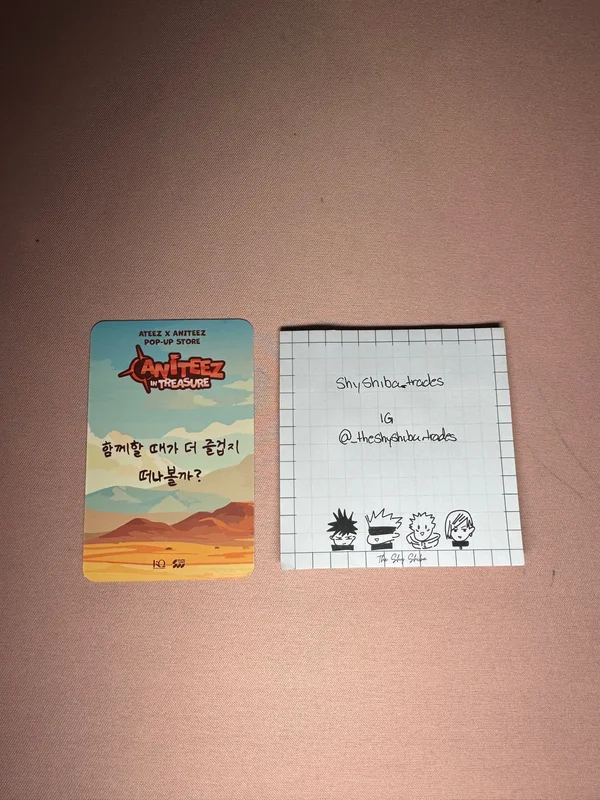 ATEEZ X ANITEEZ
POP-UP STORE
ANITEEZ
IN TREASURE
함께할 때가 더 즐겁지
떠나볼까?
KQ
shyshiba_trades
IG
@_theshyshiba_trades
The Shy Shiba